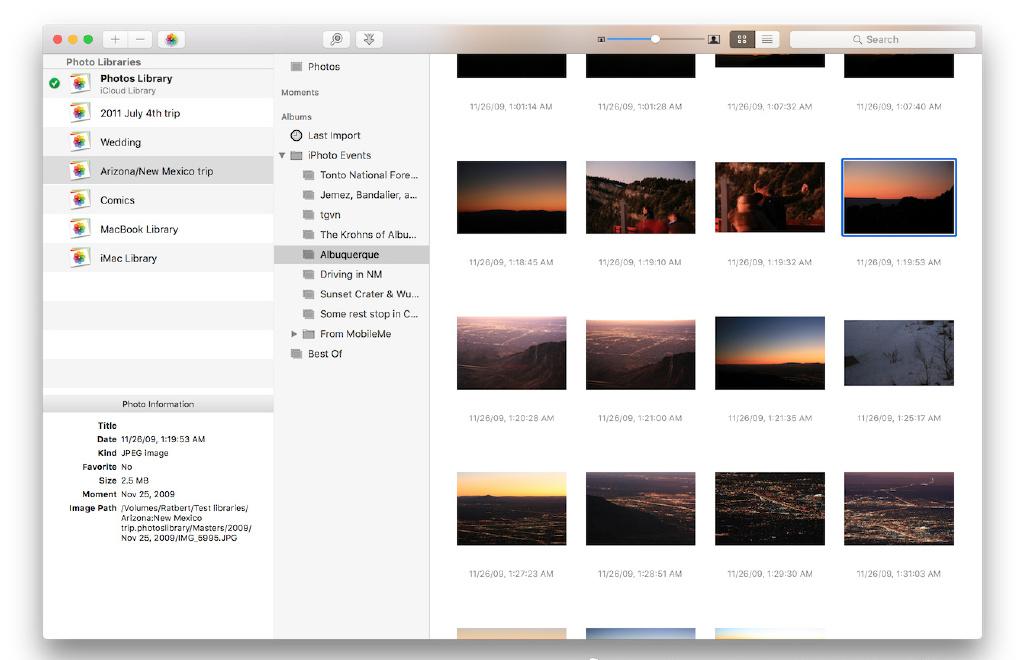 Search
Photo Libraries
Photos Library
iCloud Library
2011 July 4th trip
Wedding
Arizona/New Mexico trip
Comics
MacBook Library
iMac Library
Photo Information
Title
Date 11/26/09, 1:19:53 AM
Kind JPEG image
Favorite No
Size 2.5 MB
Moment Nov 25, 2009
Image Path /Volumes/Ratbert/Test libraries/
Arizona:New Mexico
trip.photoslibrary/Masters/2009/
Nov 25, 2009/IMG_5995.JPG
Photos
Moments
Albums
Last Import
iPhoto Events
Tonto National Fore...
Jemez, Bandalier, a...
tgvn
The Krohns of Albu...
Albuquerque
Driving in NM
Sunset Crater & Wu...
Some rest stop in C...
From MobileMe
Best Of
11/26/09, 1:01:14 AM
11/26/09, 1:01:28 AM
11/26/09, 1:07:32 AM
11/26/09, 1:07:40 AM
11/26/09, 1:18:45 AM
11/26/09, 1:19:10 AM
11/26/09, 1:19:32 AM
11/26/09, 1:19:53 AM
11/26/09, 1:20:28 AM
11/26/09, 1:21:00 AM
11/26/09, 1:21:35 AM
11/26/09, 1:25:17 AM
11/26/09, 1:27:23 AM
11/26/09, 1:28:51 AM
11/26/09, 1:29:30 AM
11/26/09, 1:31:03 AM